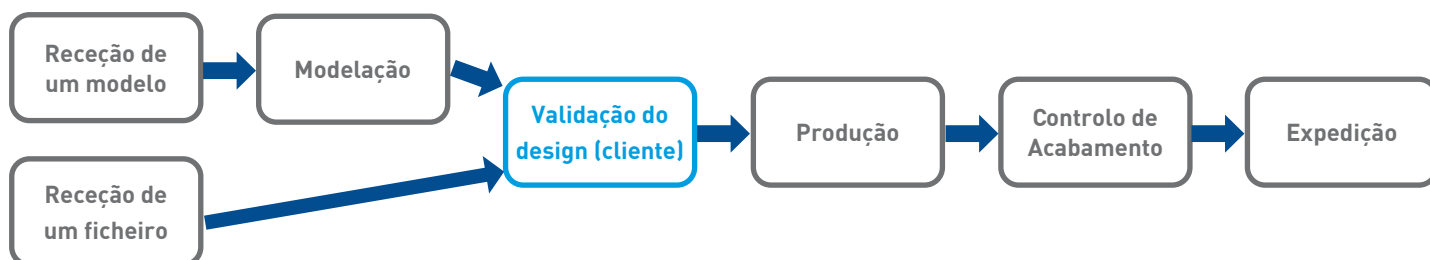 Receção de
um modelo
Modelação
Receção de
um ficheiro
Validação do
design (cliente)
Produção
Controlo de
Acabamento
Expedição